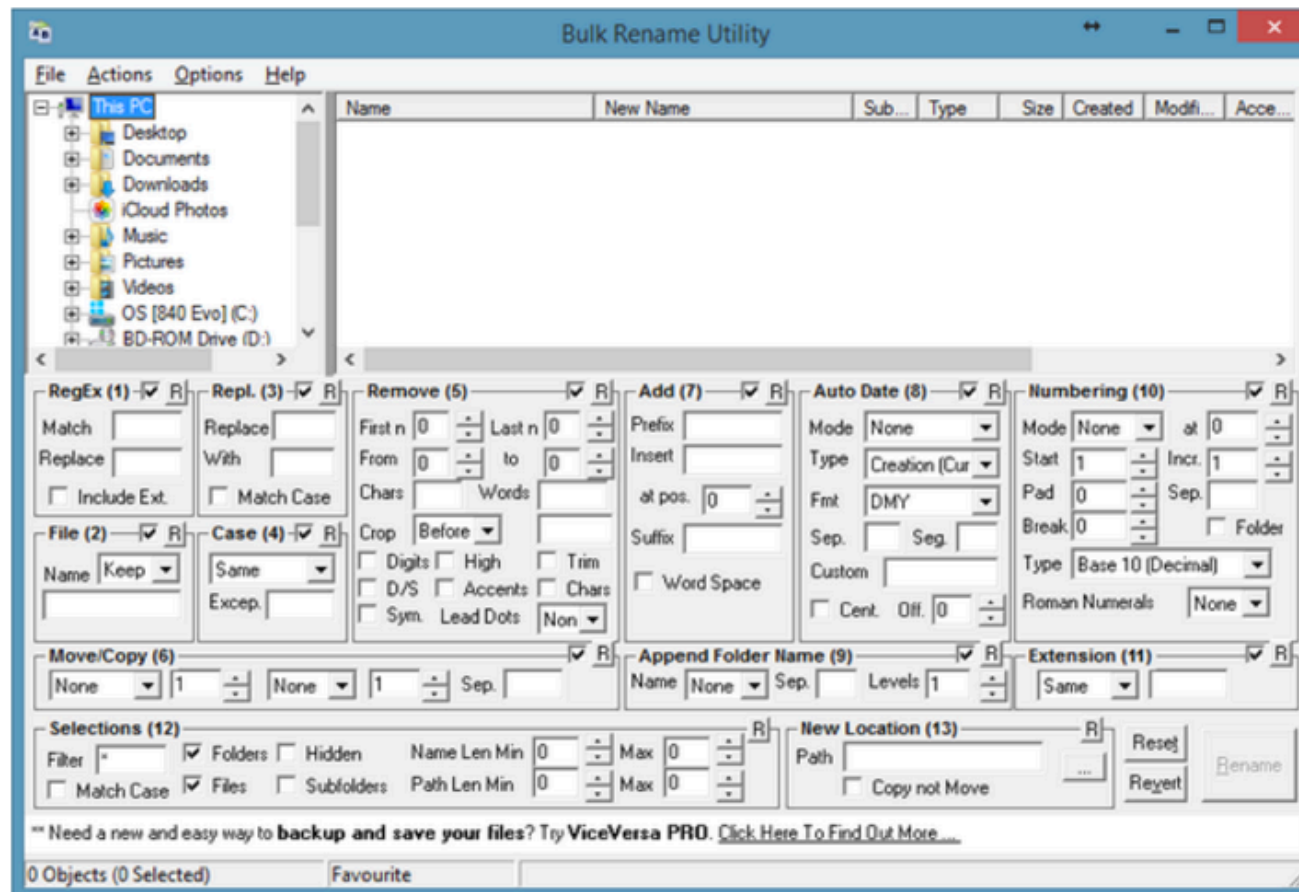 Bulk Rename Utility
File Actions Options Help
This PC
Desktop
Documents
Downloads
iCloud Photos
Music
Pictures
Videos
OS [840 Evo] (C:)
BD-ROM Drive (D:)
Name New Name Sub... Type Size Created Modifi... Acce...
RegEx (1) R
Match
Replace
Include Ext.
Repl. (3) R
Replace
With
Match Case
Remove (5) R
First n 0 Last n 0
From 0 to 0
Chars Words
Crop Before
Digits High Trim
D/S Accents Chars
Sym. Lead Dots Non
Add (7) R
Prefix
Insert
at pos. 0
Suffix
Word Space
Auto Date (8) R
Mode None
Type Creation (Cur
Fmt DMY
Sep. Seg.
Custom
Cent. Off. 0
Numbering (10) R
Mode None at 0
Start 1 Incr. 1
Pad 0 Sep.
Break 0 Folder
Type Base 10 (Decimal)
Roman Numerals None
File (2) R
Name Keep
Case (4) R
Same
Excep.
Move/Copy (6) R
None 1 None 1 Sep.
Append Folder Name (9) R
Name None Sep. Levels 1
Extension (11) R
Same
Selections (12) R
Filter * Folders Hidden Name Len Min 0 Max 0
Match Case Files Subfolders Path Len Min 0 Max 0
New Location (13) R
Path ...
Copy not Move
Reset
Revert
Rename
** Need a new and easy way to backup and save your files? Try ViceVersa PRO. Click Here To Find Out More ...
0 Objects (0 Selected) Favourite